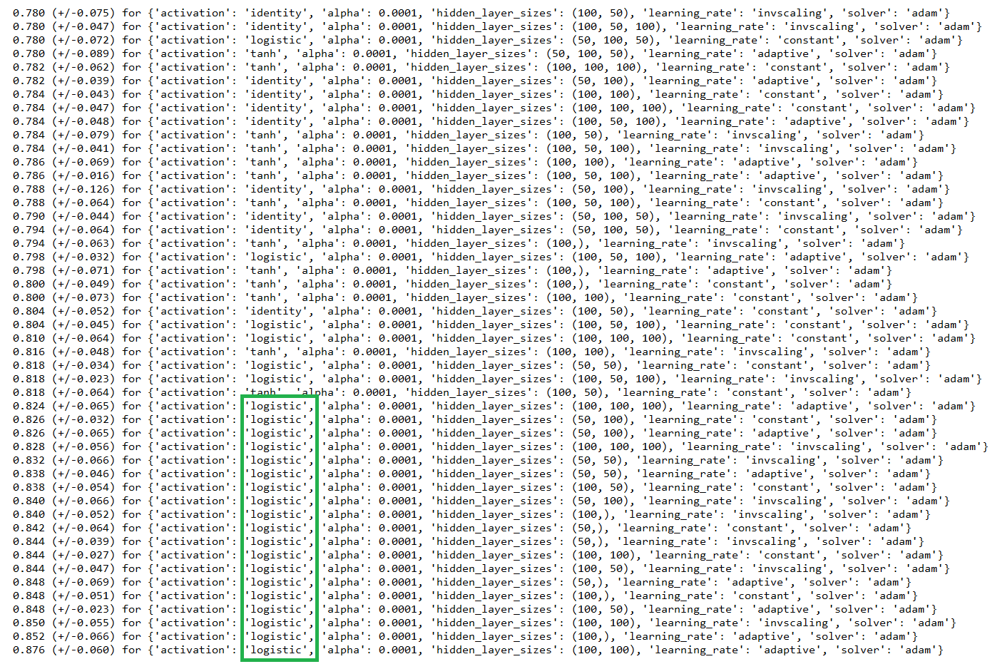 0.780 (+/-0.075) for {'activation': 'identity', 'alpha': 0.0001, 'hidden_layer_sizes': (100, 50), 'learning_rate': 'invscaling', 'solver': 'adam'}
0.780 (+/-0.047) for {'activation': 'identity', 'alpha': 0.0001, 'hidden_layer_sizes': (100, 50, 100), 'learning_rate': 'invscaling', 'solver': 'adam'}
0.780 (+/-0.072) for {'activation': 'logistic', 'alpha': 0.0001, 'hidden_layer_sizes': (50, 100, 50), 'learning_rate': 'constant', 'solver': 'adam'}
0.780 (+/-0.089) for {'activation': 'tanh', 'alpha': 0.0001, 'hidden_layer_sizes': (50, 100, 50), 'learning_rate': 'adaptive', 'solver': 'adam'}
0.782 (+/-0.062) for {'activation': 'tanh', 'alpha': 0.0001, 'hidden_layer_sizes': (100, 100, 100), 'learning_rate': 'constant', 'solver': 'adam'}
0.782 (+/-0.039) for {'activation': 'identity', 'alpha': 0.0001, 'hidden_layer_sizes': (50, 100), 'learning_rate': 'adaptive', 'solver': 'adam'}
0.784 (+/-0.043) for {'activation': 'identity', 'alpha': 0.0001, 'hidden_layer_sizes': (100, 100), 'learning_rate': 'constant', 'solver': 'adam'}
0.784 (+/-0.047) for {'activation': 'identity', 'alpha': 0.0001, 'hidden_layer_sizes': (100, 100, 100), 'learning_rate': 'constant', 'solver': 'adam'}
0.784 (+/-0.048) for {'activation': 'identity', 'alpha': 0.0001, 'hidden_layer_sizes': (100, 50, 100), 'learning_rate': 'adaptive', 'solver': 'adam'}
0.784 (+/-0.079) for {'activation': 'tanh', 'alpha': 0.0001, 'hidden_layer_sizes': (100, 50), 'learning_rate': 'invscaling', 'solver': 'adam'}
0.784 (+/-0.041) for {'activation': 'tanh', 'alpha': 0.0001, 'hidden_layer_sizes': (100, 50, 100), 'learning_rate': 'invscaling', 'solver': 'adam'}
0.786 (+/-0.069) for {'activation': 'tanh', 'alpha': 0.0001, 'hidden_layer_sizes': (100, 100), 'learning_rate': 'adaptive', 'solver': 'adam'}
0.786 (+/-0.016) for {'activation': 'tanh', 'alpha': 0.0001, 'hidden_layer_sizes': (100, 50, 100), 'learning_rate': 'adaptive', 'solver': 'adam'}
0.788 (+/-0.126) for {'activation': 'identity', 'alpha': 0.0001, 'hidden_layer_sizes': (50, 100), 'learning_rate': 'invscaling', 'solver': 'adam'}
0.788 (+/-0.064) for {'activation': 'tanh', 'alpha': 0.0001, 'hidden_layer_sizes': (100, 50, 100), 'learning_rate': 'constant', 'solver': 'adam'}
0.790 (+/-0.044) for {'activation': 'identity', 'alpha': 0.0001, 'hidden_layer_sizes': (50, 100, 50), 'learning_rate': 'invscaling', 'solver': 'adam'}
0.794 (+/-0.064) for {'activation': 'identity', 'alpha': 0.0001, 'hidden_layer_sizes': (50, 100, 50), 'learning_rate': 'constant', 'solver': 'adam'}
0.794 (+/-0.063) for {'activation': 'tanh', 'alpha': 0.0001, 'hidden_layer_sizes': (100,), 'learning_rate': 'invscaling', 'solver': 'adam'}
0.798 (+/-0.032) for {'activation': 'logistic', 'alpha': 0.0001, 'hidden_layer_sizes': (100, 50, 100), 'learning_rate': 'adaptive', 'solver': 'adam'}
0.798 (+/-0.071) for {'activation': 'tanh', 'alpha': 0.0001, 'hidden_layer_sizes': (100,), 'learning_rate': 'adaptive', 'solver': 'adam'}
0.800 (+/-0.049) for {'activation': 'tanh', 'alpha': 0.0001, 'hidden_layer_sizes': (100,), 'learning_rate': 'constant', 'solver': 'adam'}
0.800 (+/-0.073) for {'activation': 'tanh', 'alpha': 0.0001, 'hidden_layer_sizes': (100, 100), 'learning_rate': 'constant', 'solver': 'adam'}
0.804 (+/-0.052) for {'activation': 'identity', 'alpha': 0.0001, 'hidden_layer_sizes': (100, 50), 'learning_rate': 'constant', 'solver': 'adam'}
0.804 (+/-0.045) for {'activation': 'logistic', 'alpha': 0.0001, 'hidden_layer_sizes': (100, 50, 100), 'learning_rate': 'constant', 'solver': 'adam'}
0.810 (+/-0.064) for {'activation': 'logistic', 'alpha': 0.0001, 'hidden_layer_sizes': (100, 100, 100), 'learning_rate': 'constant', 'solver': 'adam'}
0.816 (+/-0.048) for {'activation': 'tanh', 'alpha': 0.0001, 'hidden_layer_sizes': (100, 100), 'learning_rate': 'invscaling', 'solver': 'adam'}
0.818 (+/-0.034) for {'activation': 'logistic', 'alpha': 0.0001, 'hidden_layer_sizes': (50, 50), 'learning_rate': 'constant', 'solver': 'adam'}
0.818 (+/-0.023) for {'activation': 'logistic', 'alpha': 0.0001, 'hidden_layer_sizes': (100, 50, 100), 'learning_rate': 'invscaling', 'solver': 'adam'}
0.818 (+/-0.064) for {'activation': 'tanh', 'alpha': 0.0001, 'hidden_layer_sizes': (100, 50), 'learning_rate': 'constant', 'solver': 'adam'}
0.824 (+/-0.065) for {'activation': 'logistic', 'alpha': 0.0001, 'hidden_layer_sizes': (100, 100, 100), 'learning_rate': 'adaptive', 'solver': 'adam'}
0.826 (+/-0.032) for {'activation': 'logistic', 'alpha': 0.0001, 'hidden_layer_sizes': (50, 100), 'learning_rate': 'constant', 'solver': 'adam'}
0.826 (+/-0.065) for {'activation': 'logistic', 'alpha': 0.0001, 'hidden_layer_sizes': (50, 100), 'learning_rate': 'adaptive', 'solver': 'adam'}
0.828 (+/-0.056) for {'activation': 'logistic', 'alpha': 0.0001, 'hidden_layer_sizes': (100, 100, 100), 'learning_rate': 'invscaling', 'solver': 'adam'}
0.832 (+/-0.066) for {'activation': 'logistic', 'alpha': 0.0001, 'hidden_layer_sizes': (50, 50), 'learning_rate': 'invscaling', 'solver': 'adam'}
0.838 (+/-0.046) for {'activation': 'logistic', 'alpha': 0.0001, 'hidden_layer_sizes': (50, 50), 'learning_rate': 'adaptive', 'solver': 'adam'}
0.838 (+/-0.054) for {'activation': 'logistic', 'alpha': 0.0001, 'hidden_layer_sizes': (100, 50), 'learning_rate': 'constant', 'solver': 'adam'}
0.840 (+/-0.066) for {'activation': 'logistic', 'alpha': 0.0001, 'hidden_layer_sizes': (50, 100), 'learning_rate': 'invscaling', 'solver': 'adam'}
0.840 (+/-0.052) for {'activation': 'logistic', 'alpha': 0.0001, 'hidden_layer_sizes': (100,), 'learning_rate': 'invscaling', 'solver': 'adam'}
0.842 (+/-0.064) for {'activation': 'logistic', 'alpha': 0.0001, 'hidden_layer_sizes': (50,), 'learning_rate': 'constant', 'solver': 'adam'}
0.844 (+/-0.039) for {'activation': 'logistic', 'alpha': 0.0001, 'hidden_layer_sizes': (50,), 'learning_rate': 'invscaling', 'solver': 'adam'}
0.844 (+/-0.027) for {'activation': 'logistic', 'alpha': 0.0001, 'hidden_layer_sizes': (100, 100), 'learning_rate': 'constant', 'solver': 'adam'}
0.844 (+/-0.047) for {'activation': 'logistic', 'alpha': 0.0001, 'hidden_layer_sizes': (100, 50), 'learning_rate': 'invscaling', 'solver': 'adam'}
0.848 (+/-0.069) for {'activation': 'logistic', 'alpha': 0.0001, 'hidden_layer_sizes': (50,), 'learning_rate': 'adaptive', 'solver': 'adam'}
0.848 (+/-0.051) for {'activation': 'logistic', 'alpha': 0.0001, 'hidden_layer_sizes': (100,), 'learning_rate': 'constant', 'solver': 'adam'}
0.848 (+/-0.023) for {'activation': 'logistic', 'alpha': 0.0001, 'hidden_layer_sizes': (100, 50), 'learning_rate': 'adaptive', 'solver': 'adam'}
0.850 (+/-0.055) for {'activation': 'logistic', 'alpha': 0.0001, 'hidden_layer_sizes': (100, 100), 'learning_rate': 'invscaling', 'solver': 'adam'}
0.852 (+/-0.066) for {'activation': 'logistic', 'alpha': 0.0001, 'hidden_layer_sizes': (100,), 'learning_rate': 'adaptive', 'solver': 'adam'}
0.876 (+/-0.060) for {'activation': 'logistic', 'alpha': 0.0001, 'hidden_layer_sizes': (100, 100), 'learning_rate': 'adaptive', 'solver': 'adam'}